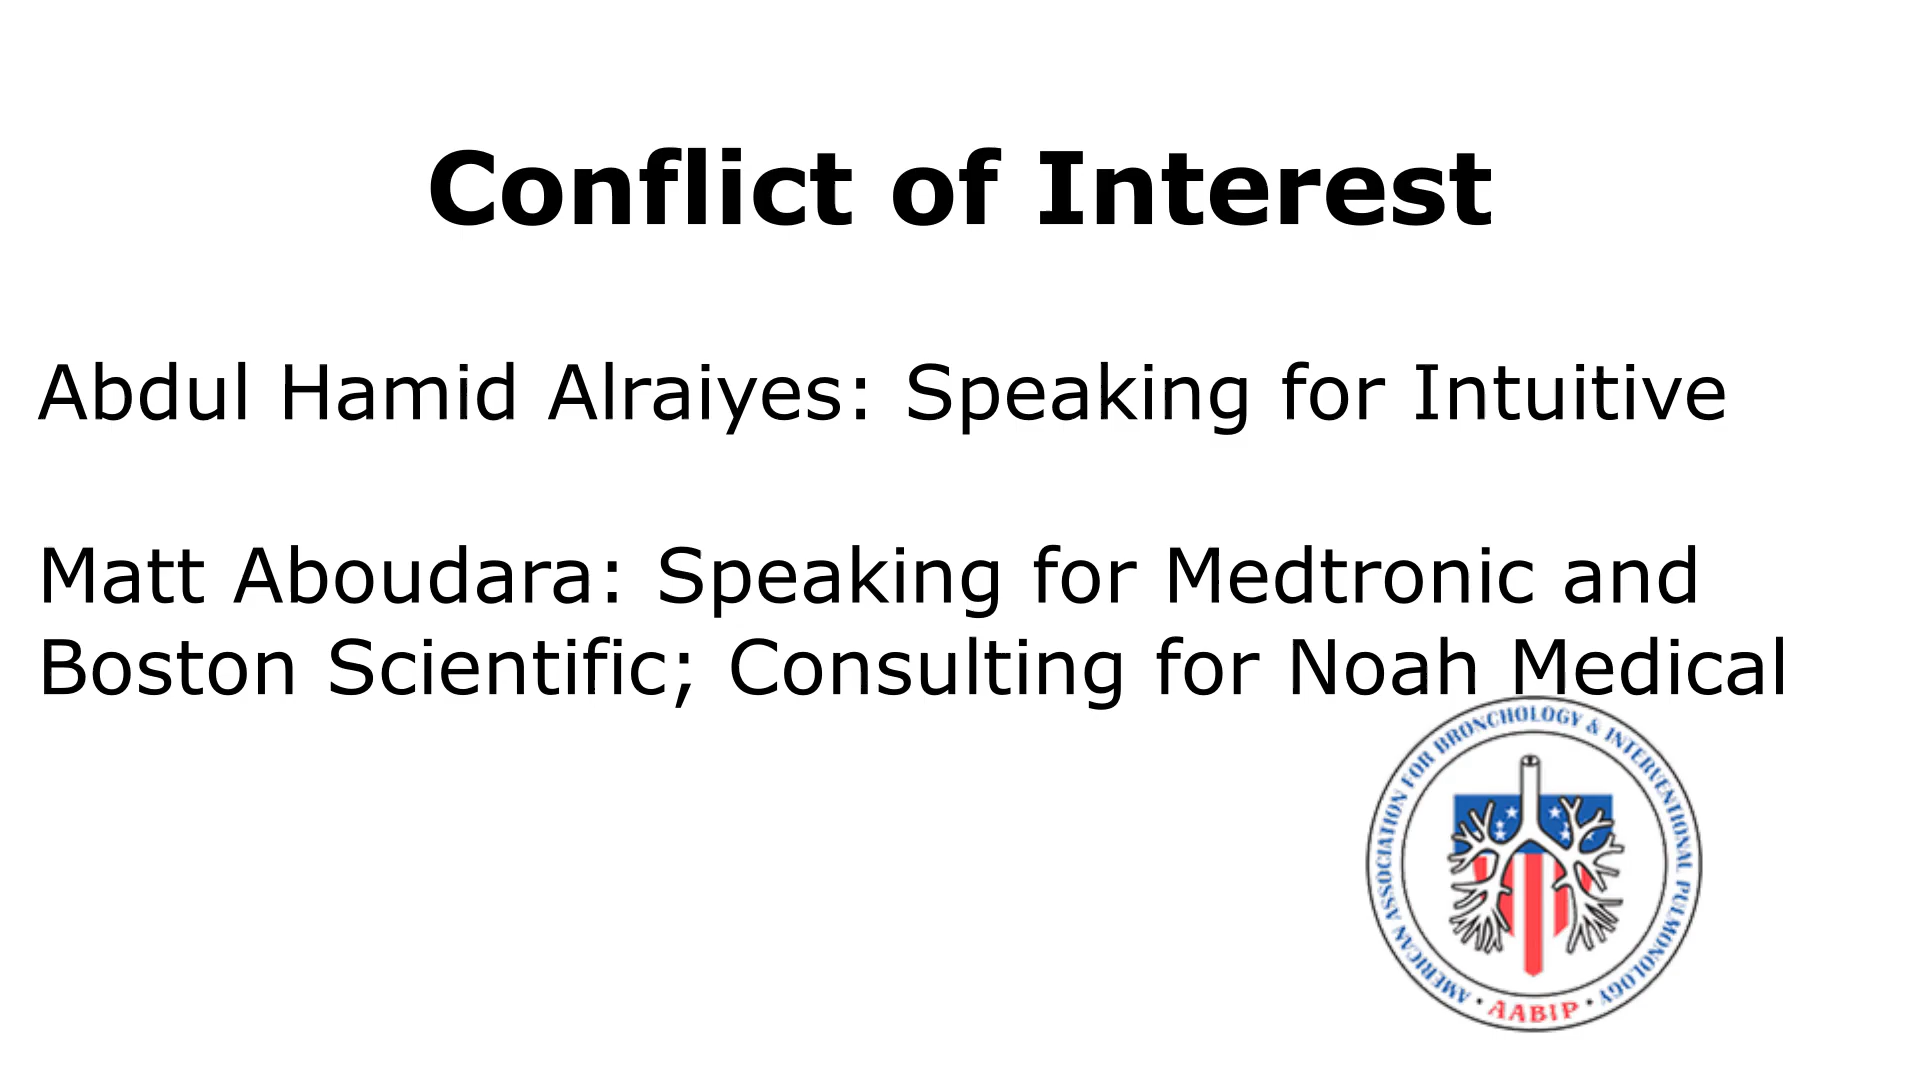 Conflict of Interest
Abdul Hamid Alraiyes: Speaking for Intuitive
Matt Aboudara: Speaking for Medtronic and
Boston Scientific; Consulting for Noah Medical
AMERICAN ASSOCIATION FOR BRONCHOLOGY & INTERVENTIONAL PULMONOLOGY
• AABIP •